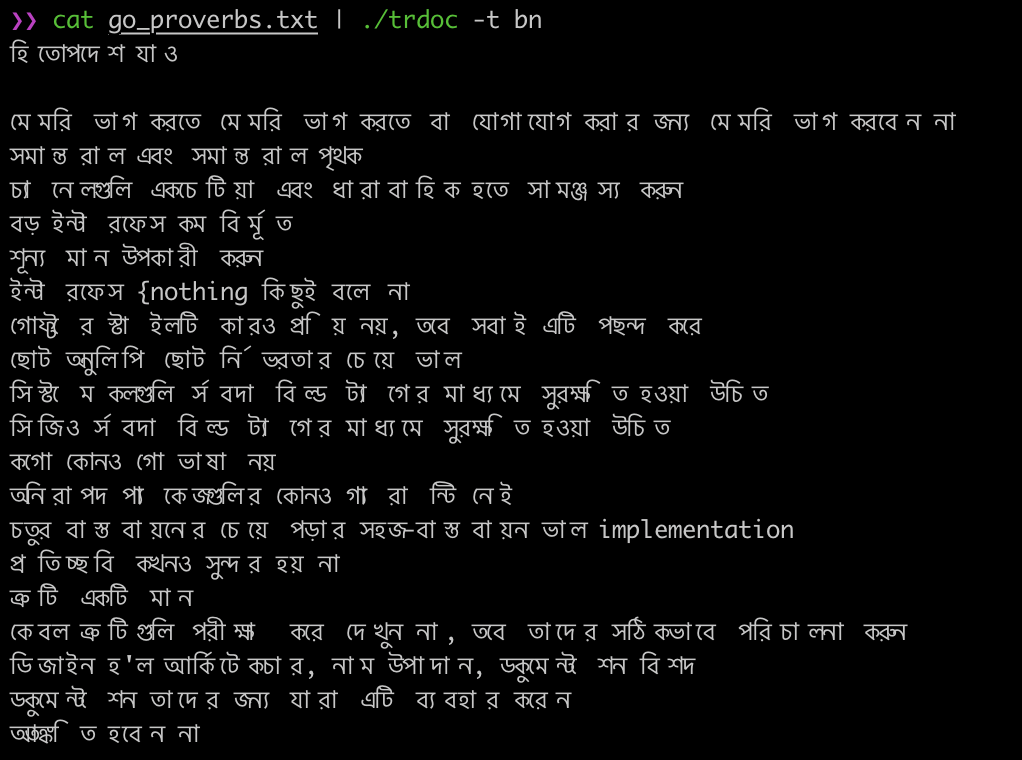 ❯❯ cat go_proverbs.txt | ./trdoc -t bn
হিতোপদেশ যাও
মেমরি ভাগ করতে মেমরি ভাগ করতে বা যোগাযোগ করার জন্য মেমরি ভাগ করবেন না
সমান্তরাল এবং সমান্তরাল পৃথক
চ্যানেলগুলি একচেটিয়া এবং ধারাবাহিক হতে সামঞ্জস্য করুন
বড় ইন্টারফেস কম বিমূর্ত
শূন্য মান উপকারী করুন
ইন্টারফেস {nothing কিছুই বলে না
গোফ্ট্টের স্টাইলটি কারও প্রিয় নয়, তবে সবাই এটি পছন্দ করে
ছোট অনুলিপি ছোট নির্ভরতার চেয়ে ভাল
সিস্টেম কলগুলি সর্বদা বিল্ড ট্যাগের মাধ্যমে সুরক্ষিত হওয়া উচিত
সিজিও সর্বদা বিল্ড ট্যাগের মাধ্যমে সুরক্ষিত হওয়া উচিত
কগো কোনও গো ভাষা নয়
অনিরাপদ প্যাকেজগুলির কোনও গ্যারান্টি নেই
চতুর বাস্তবায়নের চেয়ে পড়ার সহজ-বাস্তবায়ন ভাল implementation
প্রতিচ্ছবি কখনও সুন্দর হয় না
ত্রুটি একটি মান
কেবল ত্রুটিগুলি পরীক্ষা করে দেখুন না, তবে তাদের সঠিকভাবে পরিচালনা করুন
ডিজাইন হ'ল আর্কিটেকচার, নাম উপাদান, ডকুমেন্টেশন বিশদ
ডকুমেন্টেশন তাদের জন্য যারা এটি ব্যবহার করেন
আতঙ্কিত হবেন না